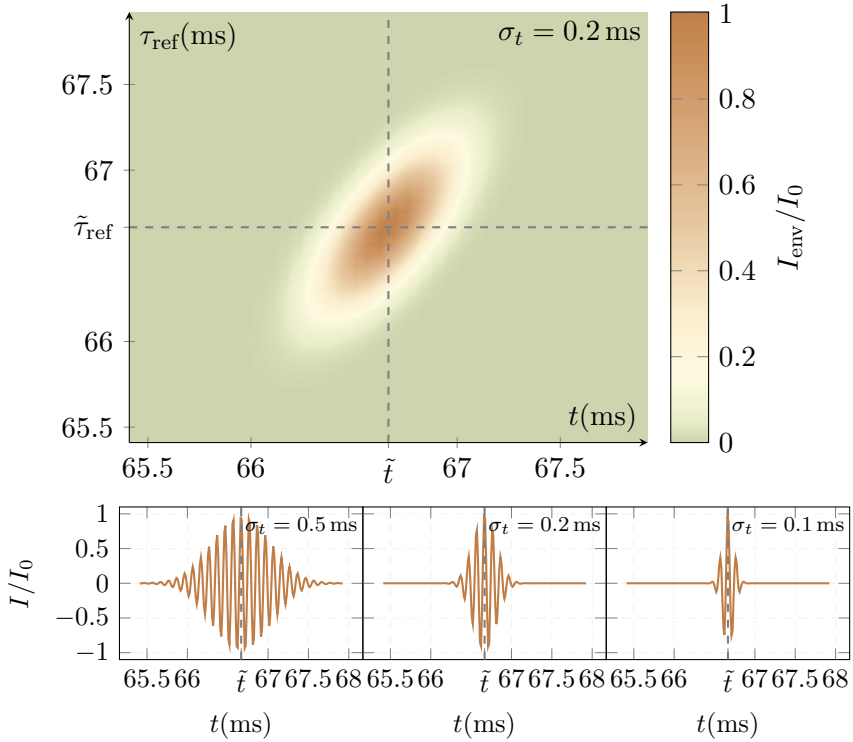 τ̃ref
τref(ms)
σt = 0.2 ms
67.5
67
66
65.5
t(ms)
65.5 66 t̃ 67 67.5
1
0.8
0.6
0.4
0.2
0
Ienv/I0
I/I0
1
0.5
0
−0.5
−1
σt = 0.5 ms
σt = 0.2 ms
σt = 0.1 ms
65.5 66 t̃ 67 67.5 68
65.5 66 t̃ 67 67.5 68
65.5 66 t̃ 67 67.5 68
t(ms)
t(ms)
t(ms)